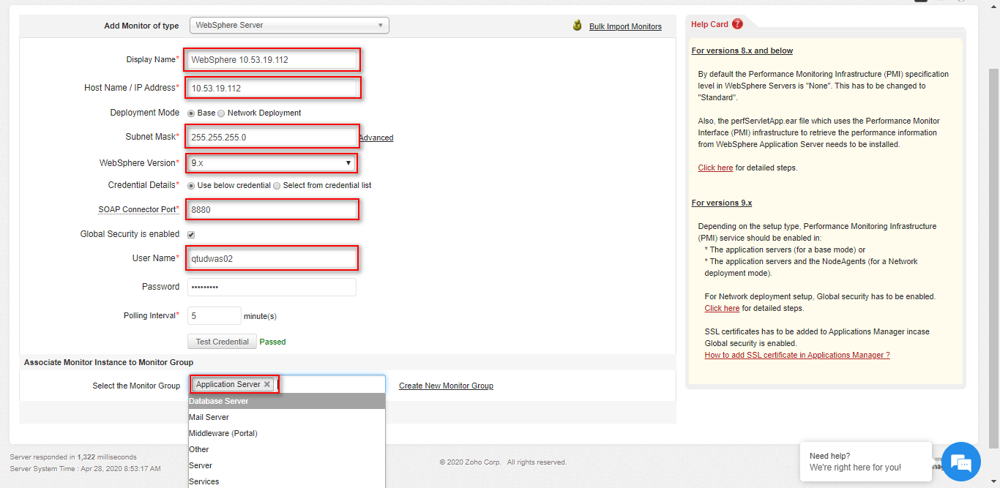 Add Monitor of type WebSphere Server Bulk Import Monitors
Display Name* WebSphere 10.53.19.112
Host Name / IP Address* 10.53.19.112
Deployment Mode Base Network Deployment
Subnet Mask* 255.255.255.0 Advanced
WebSphere Version* 9.x
Credential Details* Use below credential Select from credential list
SOAP Connector Port* 8880
Global Security is enabled
User Name* qtudwas02
Password •••••••••
Polling Interval* 5 minute(s)
Test Credential Passed
Associate Monitor Instance to Monitor Group
Select the Monitor Group Application Server Create New Monitor Group
Database Server
Mail Server
Middleware (Portal)
Other
Server
Services
Help Card ?
For versions 8.x and below
By default the Performance Monitoring Infrastructure (PMI) specification
level in WebSphere Servers is "None". This has to be changed to
"Standard".
Also, the perfServletApp.ear file which uses the Performance Monitor
Interface (PMI) infrastructure to retrieve the performance information
from WebSphere Application Server needs to be installed.
Click here for detailed steps.
For versions 9.x
Depending on the setup type, Performance Monitoring Infrastructure
(PMI) service should be enabled in:
* The application servers (for a base mode) or
* The application servers and the NodeAgents (for a Network
deployment mode).
For Network deployment setup, Global security has to be enabled.
Click here for detailed steps.
SSL certificates has to be added to Applications Manager incase
Global security is enabled.
How to add SSL certificate in Applications Manager ?
Server responded in 1,322 milliseconds
Server System Time : Apr 28, 2020 8:53:17 AM
© 2020 Zoho Corp. All rights reserved.
Need help?
We're right here for you!